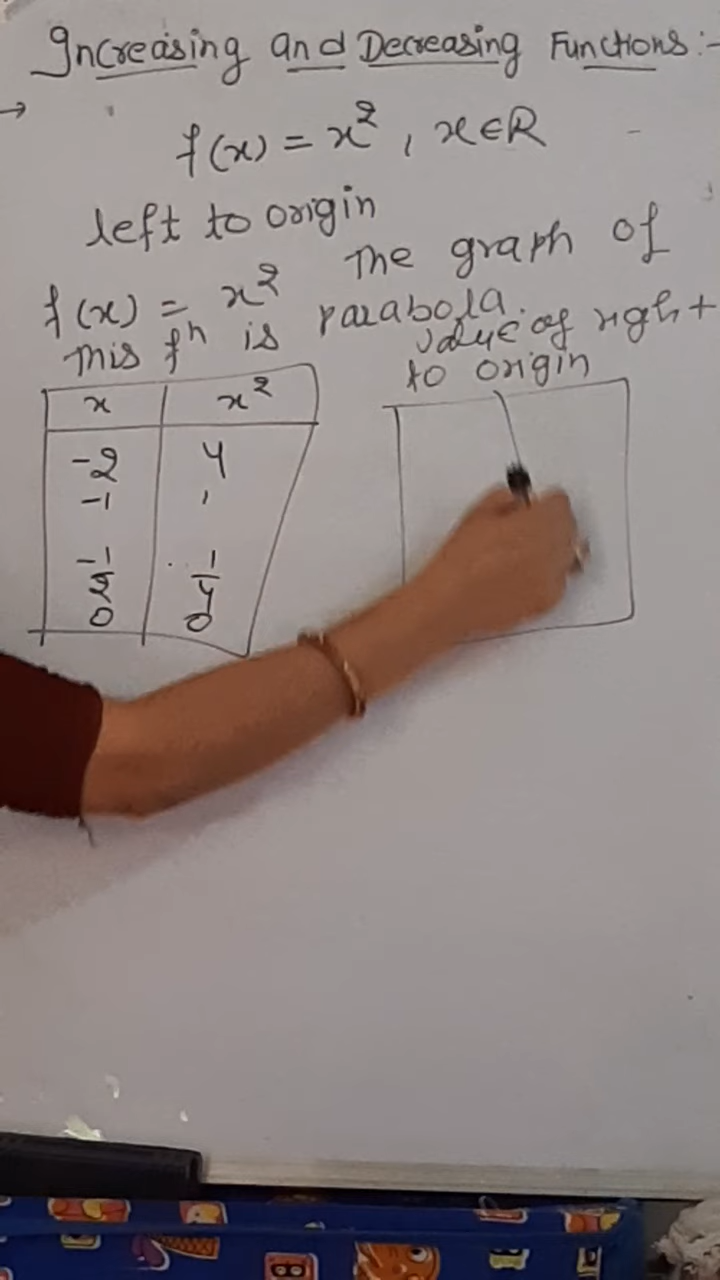 Increasing and Decreasing Functions:-
→ f(x) = x², x∈R
left to origin
f(x) = x² The graph of
this fⁿ is parabola.
value of right
to origin
x x²
-2 4
-1 1
-1/2 1/4
0 0